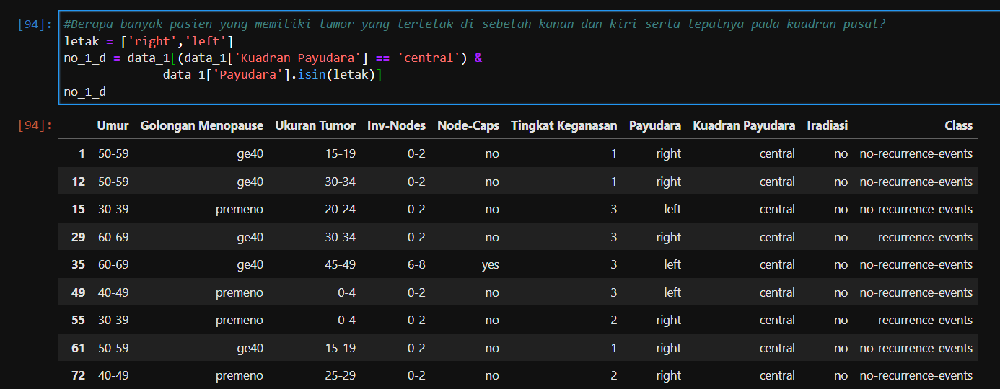 [94]: #Berapa banyak pasien yang memiliki tumor yang terletak di sebelah kanan dan kiri serta tepatnya pada kuadran pusat?
letak = ['right','left']
no_1_d = data_1[(data_1['Kuadran Payudara'] == 'central') &
data_1['Payudara'].isin(letak)]
no_1_d
[94]: Umur Golongan Menopause Ukuran Tumor Inv-Nodes Node-Caps Tingkat Keganasan Payudara Kuadran Payudara Iradiasi Class
1 50-59 ge40 15-19 0-2 no 1 right central no no-recurrence-events
12 50-59 ge40 30-34 0-2 no 1 right central no no-recurrence-events
15 30-39 premeno 20-24 0-2 no 3 left central no no-recurrence-events
29 60-69 ge40 30-34 0-2 no 3 right central no recurrence-events
35 60-69 ge40 45-49 6-8 yes 3 left central no no-recurrence-events
49 40-49 premeno 0-4 0-2 no 3 left central no no-recurrence-events
55 30-39 premeno 0-4 0-2 no 2 right central no recurrence-events
61 50-59 ge40 15-19 0-2 no 1 right central no no-recurrence-events
72 40-49 premeno 25-29 0-2 no 2 right central no no-recurrence-events